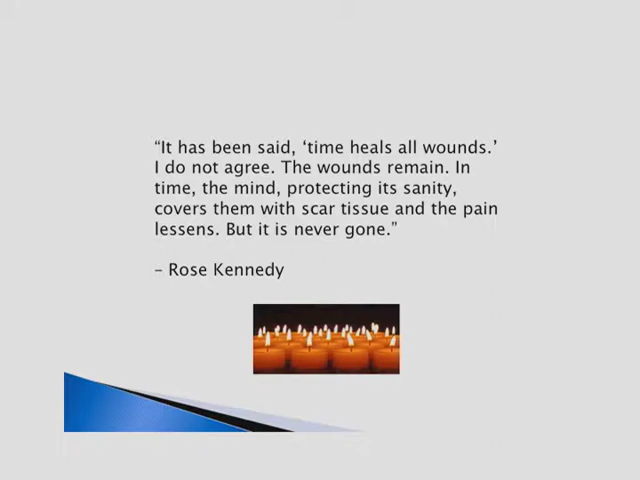 “It has been said, ‘time heals all wounds.’
I do not agree. The wounds remain. In
time, the mind, protecting its sanity,
covers them with scar tissue and the pain
lessens. But it is never gone.”
– Rose Kennedy